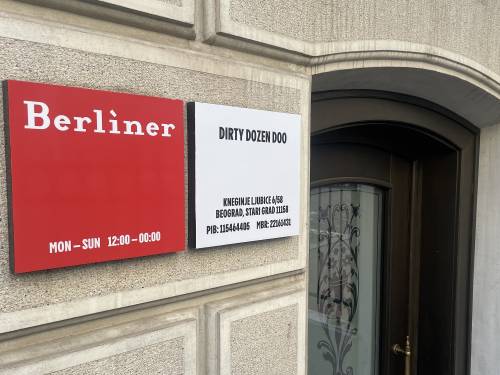 Berliner
MON – SUN 12:00 – 00:00
DIRTY DOZEN DOO
KNEGINJE LJUBICE 6/58
BEOGRAD, STARI GRAD 11158
PIB: 115464405 MBR: 22161431